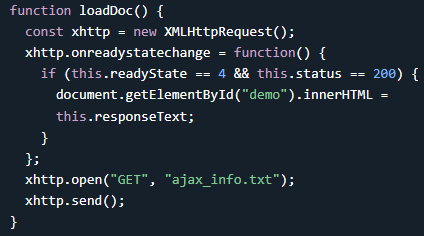 function loadDoc() {
  const xhttp = new XMLHttpRequest();
  xhttp.onreadystatechange = function() {
    if (this.readyState == 4 && this.status == 200) {
      document.getElementById("demo").innerHTML =
      this.responseText;
    }
  };
  xhttp.open("GET", "ajax_info.txt");
  xhttp.send();
}